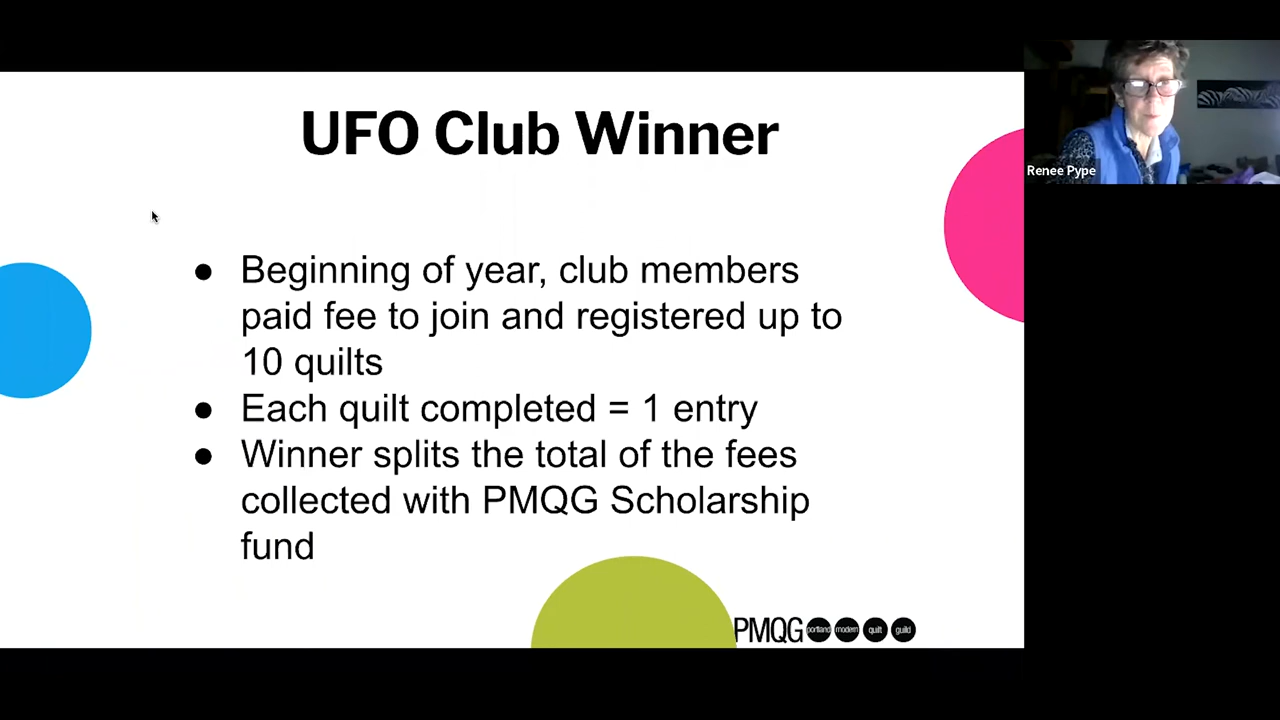 UFO Club Winner
● Beginning of year, club members
paid fee to join and registered up to
10 quilts
● Each quilt completed = 1 entry
● Winner splits the total of the fees
collected with PMQG Scholarship
fund
PMQG portland modern quilt guild
Renee Pype